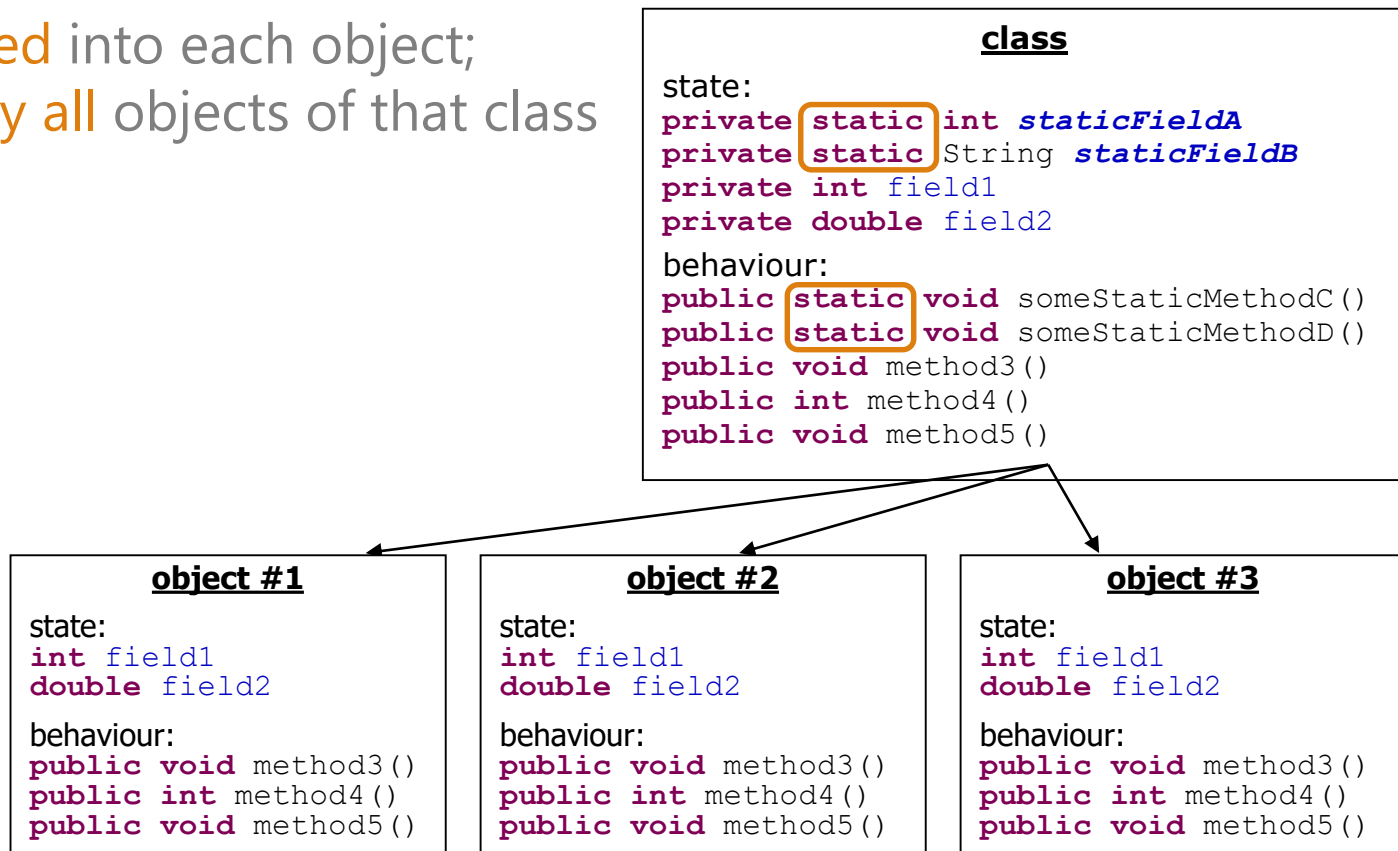 ed into each object;
y all objects of that class
class
state:
private static int staticFieldA
private static String staticFieldB
private int field1
private double field2
behaviour:
public static void someStaticMethodC()
public static void someStaticMethodD()
public void method3()
public int method4()
public void method5()
object #1
state:
int field1
double field2
behaviour:
public void method3()
public int method4()
public void method5()
object #2
state:
int field1
double field2
behaviour:
public void method3()
public int method4()
public void method5()
object #3
state:
int field1
double field2
behaviour:
public void method3()
public int method4()
public void method5()